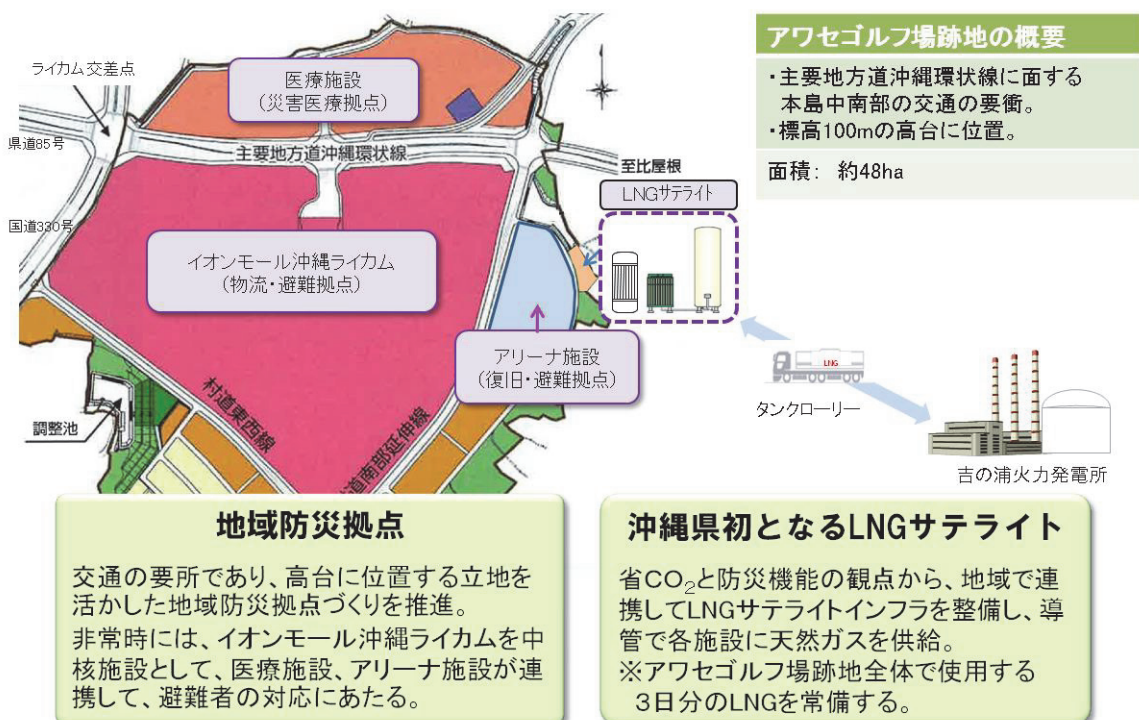 アワセゴルフ場跡地の概要
・主要地方道沖縄環状線に面する
本島中南部の交通の要衝。
・標高100mの高台に位置。
面積： 約48ha
ライカム交差点
医療施設
（災害医療拠点）
県道85号
主要地方道沖縄環状線
至比屋根
LNGサテライト
国道330号
イオンモール沖縄ライカム
（物流・避難拠点）
アリーナ施設
（復旧・避難拠点）
LNG
タンクローリー
調整池
村道東西線
道南部延伸線
吉の浦火力発電所
地域防災拠点
交通の要所であり、高台に位置する立地を
活かした地域防災拠点づくりを推進。
非常時には、イオンモール沖縄ライカムを中
核施設として、医療施設、アリーナ施設が連
携して、避難者の対応にあたる。
沖縄県初となるLNGサテライト
省CO₂と防災機能の観点から、地域で連
携してLNGサテライトインフラを整備し、導
管で各施設に天然ガスを供給。
※アワセゴルフ場跡地全体で使用する
3日分のLNGを常備する。